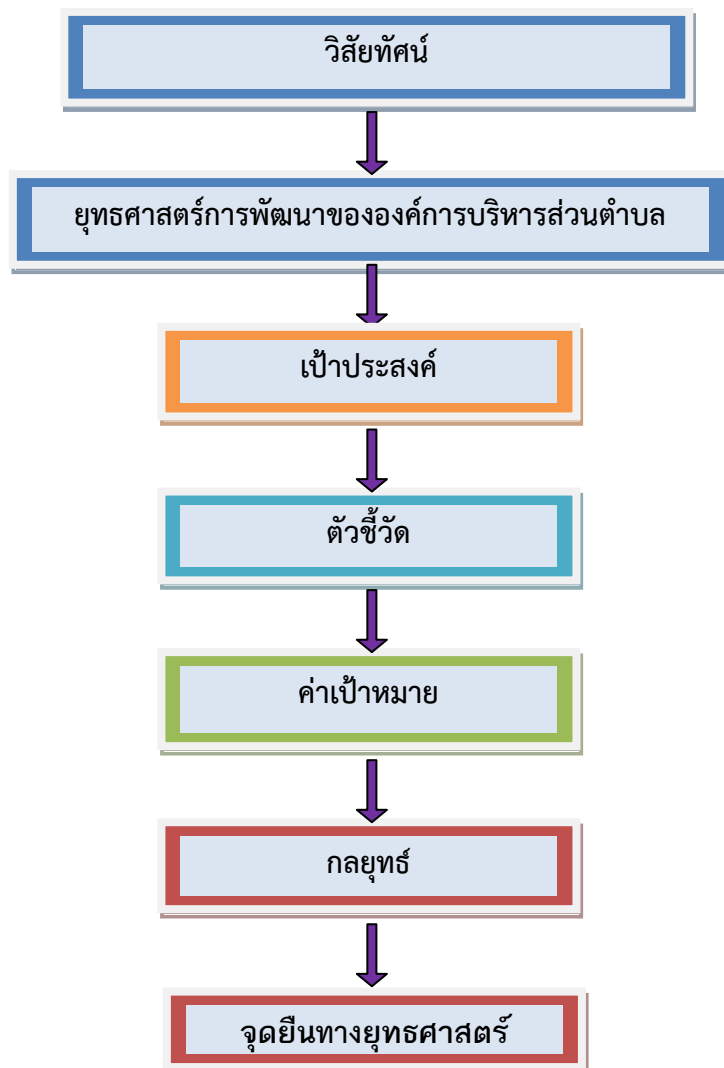 วิสัยทัศน์
ยุทธศาสตร์การพัฒนาขององค์การบริหารส่วนตำบล
เป้าประสงค์
ตัวชี้วัด
ค่าเป้าหมาย
กลยุทธ์
จุดยืนทางยุทธศาสตร์